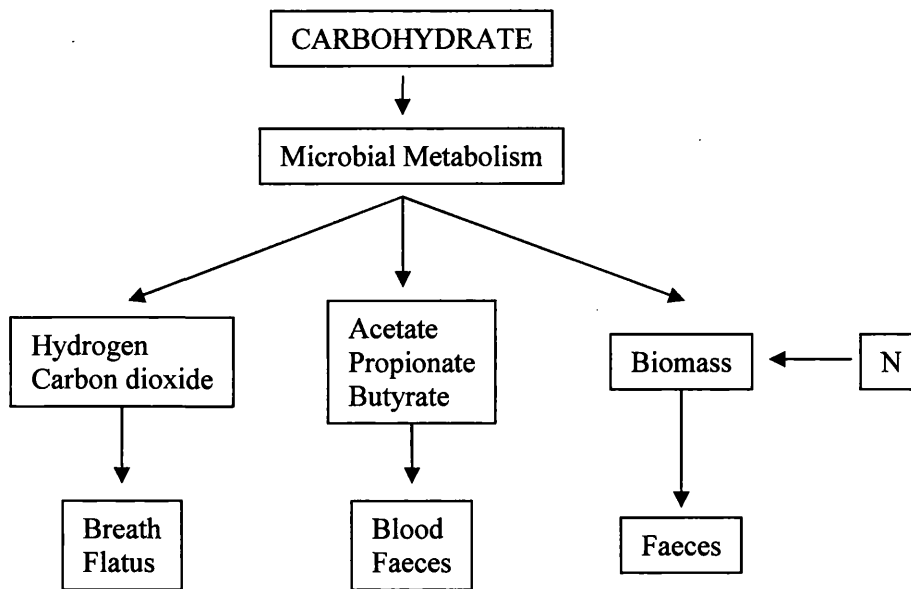 CARBOHYDRATE
Microbial Metabolism
Hydrogen
Carbon dioxide
Acetate
Propionate
Butyrate
Biomass
N
Breath
Flatus
Blood
Faeces
Faeces